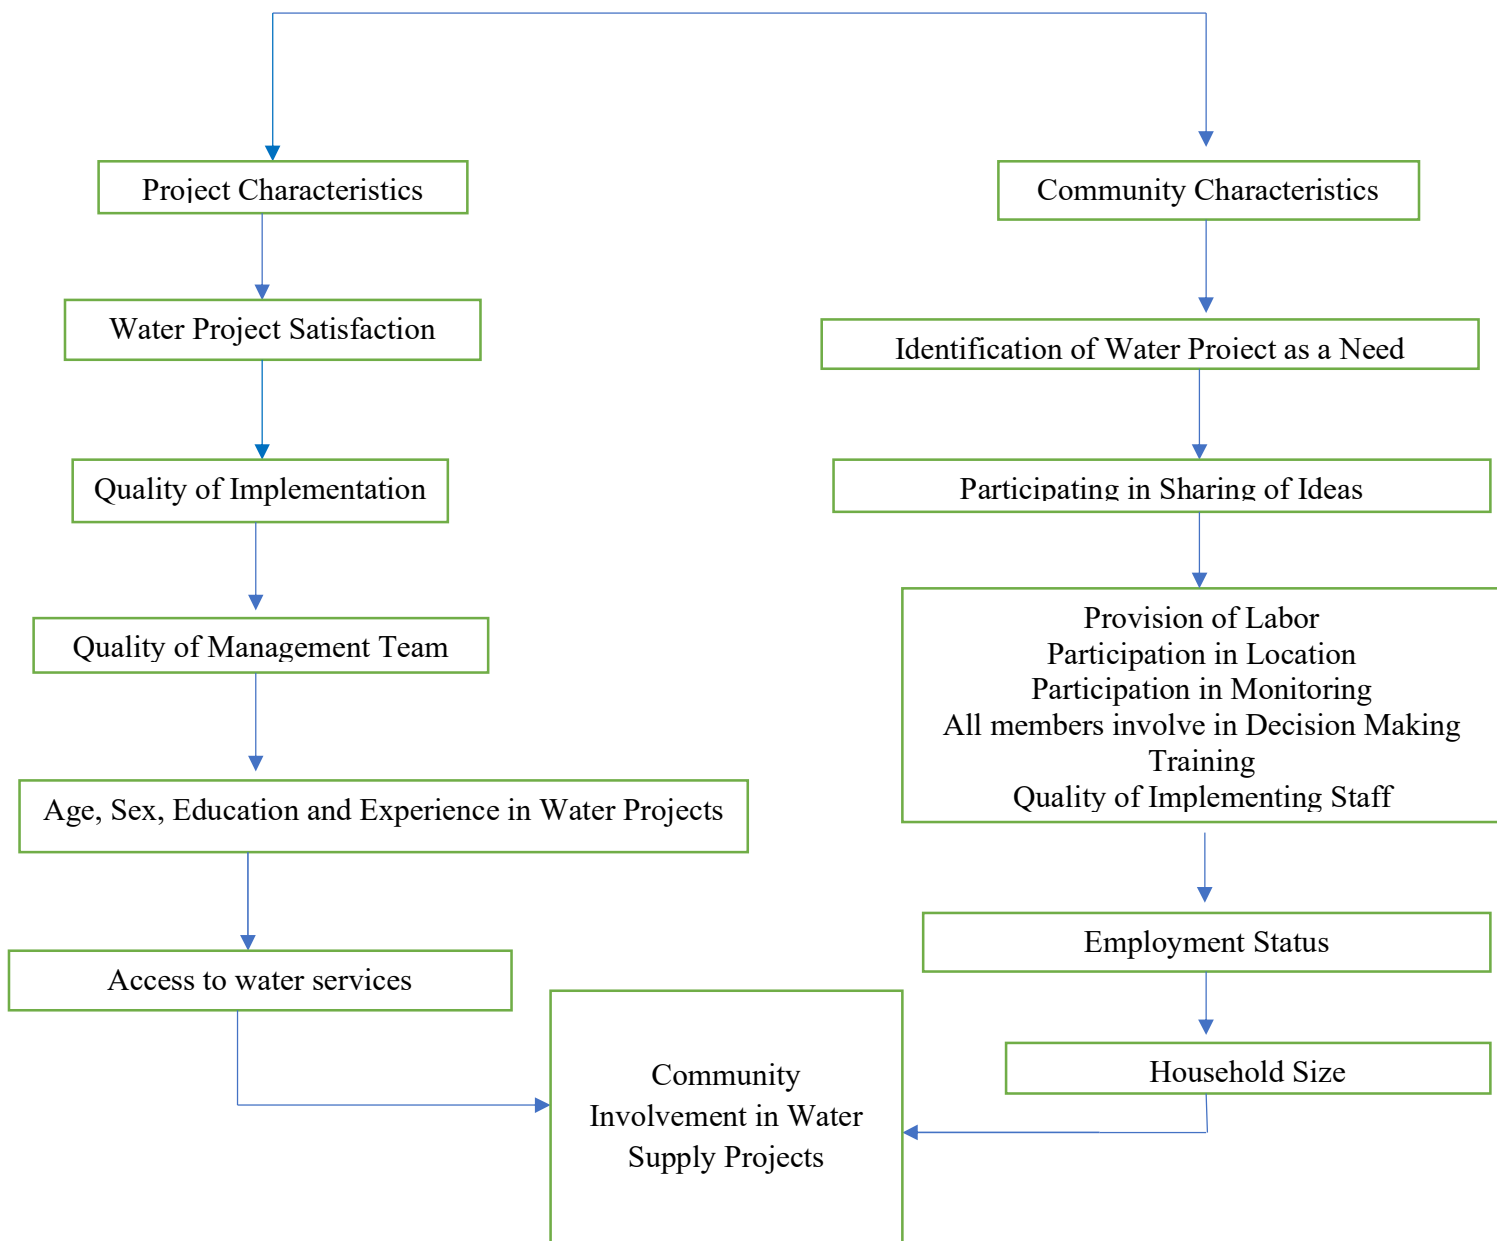 Project Characteristics
Water Project Satisfaction
Quality of Implementation
Quality of Management Team
Age, Sex, Education and Experience in Water Projects
Access to water services
Community Characteristics
Identification of Water Project as a Need
Participating in Sharing of Ideas
Provision of Labor
Participation in Location
Participation in Monitoring
All members involve in Decision Making
Training
Quality of Implementing Staff
Employment Status
Household Size
Community
Involvement in Water
Supply Projects